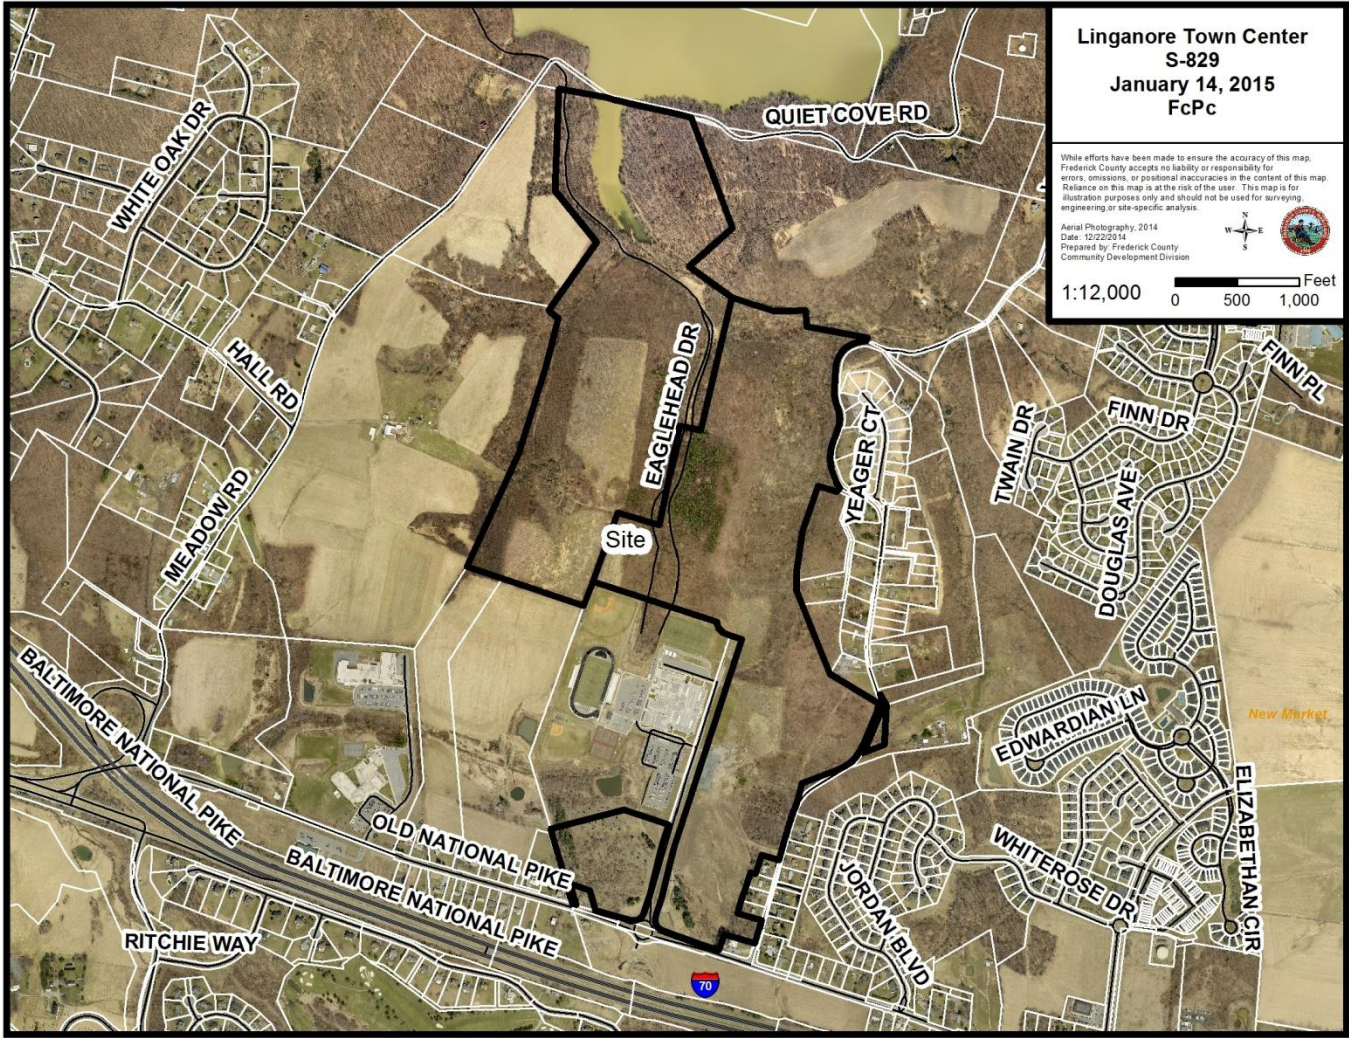 Linganore Town Center
S-829
January 14, 2015
FcPc
While efforts have been made to ensure the accuracy of this map,
Frederick County accepts no liability or responsibility for
errors, omissions, or positional inaccuracies in the content of this map.
Reliance on this map is at the risk of the user. This map is for
illustration purposes only and should not be used for surveying,
engineering, or site-specific analysis.
Aerial Photography, 2014
Date: 12/22/2014
Prepared by: Frederick County
Community Development Division
N
W E
S
1:12,000
Feet
0 500 1,000
QUIET COVE RD
WHITE OAK DR
HALL RD
EAGLEHEAD DR
FINN PL
FINN DR
TWAIN DR
YEAGER CT
DOUGLAS AVE
MEADOW RD
Site
BALTIMORE NATIONAL PIKE
New Market
EDWARDIAN LN
ELIZABETHAN CIR
OLD NATIONAL PIKE
BALTIMORE NATIONAL PIKE
WHITEROSE DR
JORDAN BLVD
RITCHIE WAY
70